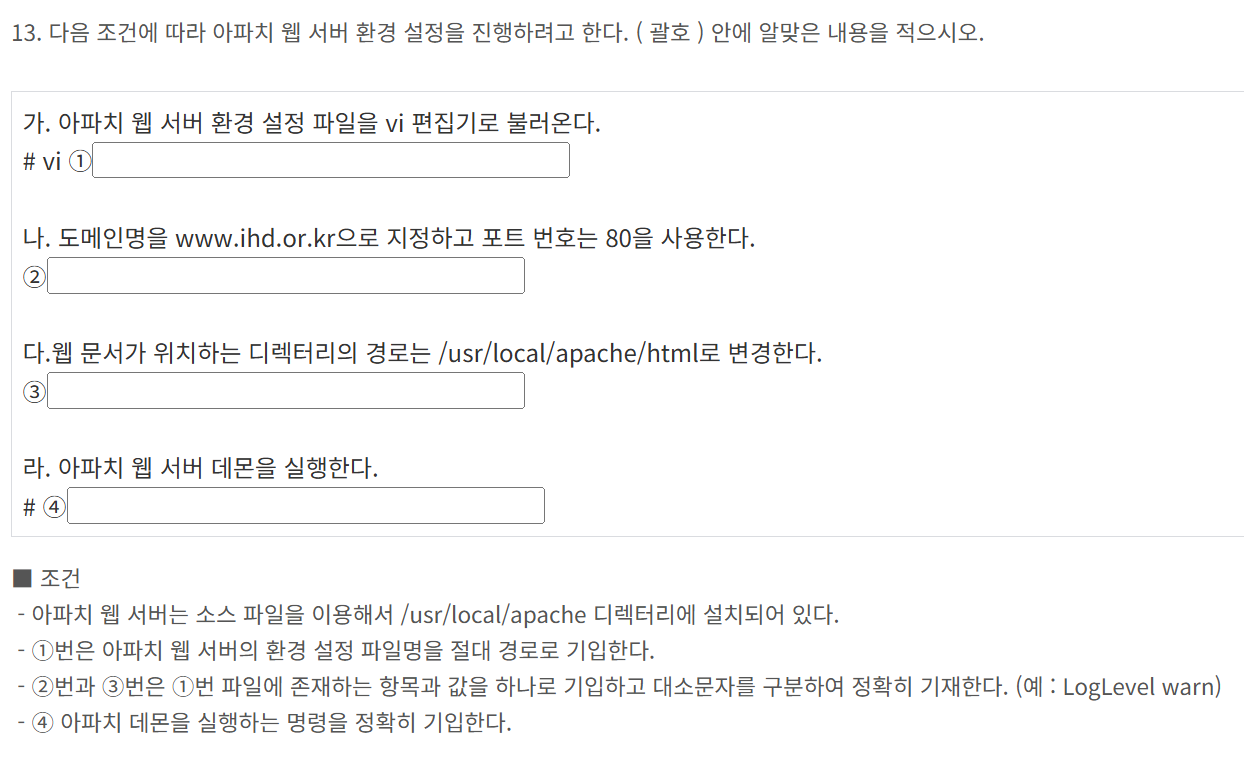 13. 다음 조건에 따라 아파치 웹 서버 환경 설정을 진행하려고 한다. ( 괄호 ) 안에 알맞은 내용을 적으시오.
가. 아파치 웹 서버 환경 설정 파일을 vi 편집기로 불러온다.
# vi ①
나. 도메인명을 www.ihd.or.kr으로 지정하고 포트 번호는 80을 사용한다.
②
다.웹 문서가 위치하는 디렉터리의 경로는 /usr/local/apache/html로 변경한다.
③
라. 아파치 웹 서버 데몬을 실행한다.
# ④
■ 조건
- 아파치 웹 서버는 소스 파일을 이용해서 /usr/local/apache 디렉터리에 설치되어 있다.
- ①번은 아파치 웹 서버의 환경 설정 파일명을 절대 경로로 기입한다.
- ②번과 ③번은 ①번 파일에 존재하는 항목과 값을 하나로 기입하고 대소문자를 구분하여 정확히 기재한다. (예 : LogLevel warn)
- ④ 아파치 데몬을 실행하는 명령을 정확히 기입한다.